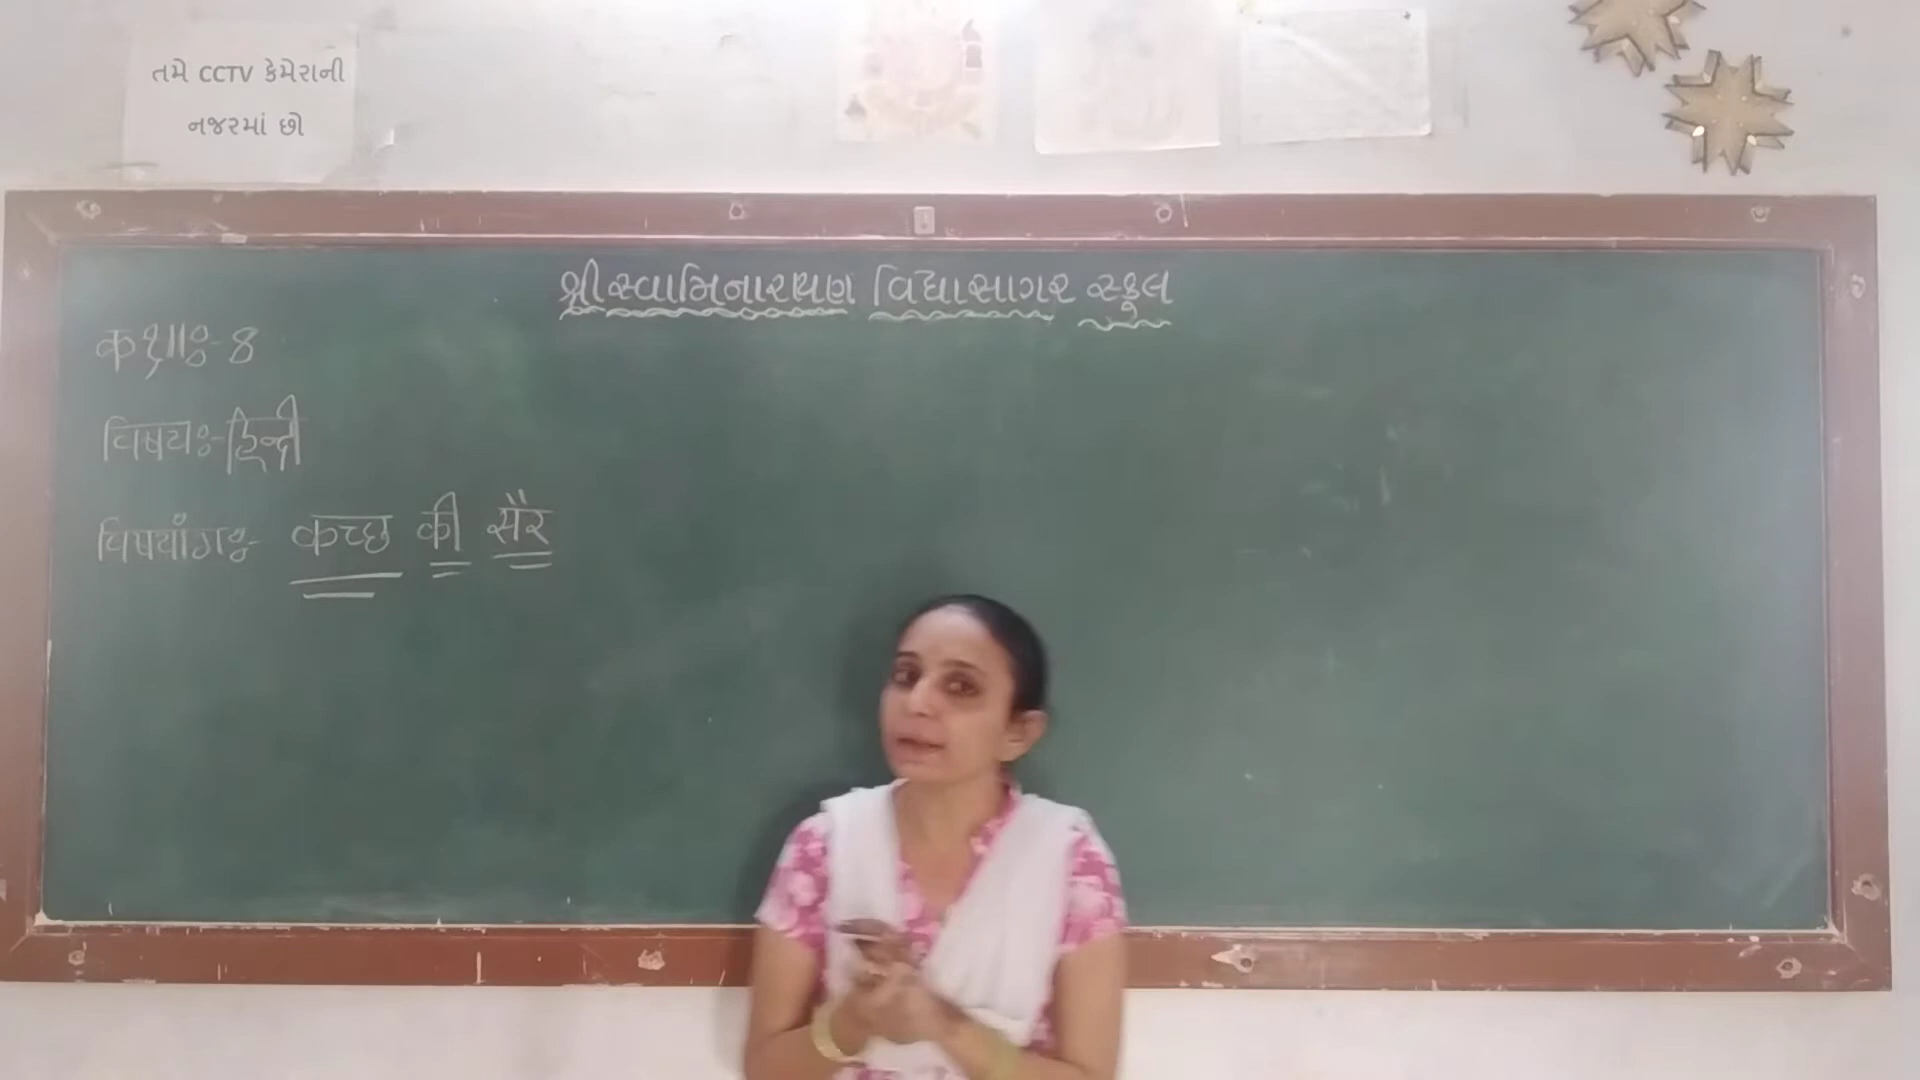 તમે CCTV કેમેરાની
નજરમાં છો
શ્રી સ્વામિનારાયણ વિદ્યાસાગર સ્કુલ
कक्षाः- 8
विषयः- हिन्दी
विषयाँगः- कच्छ की सैर